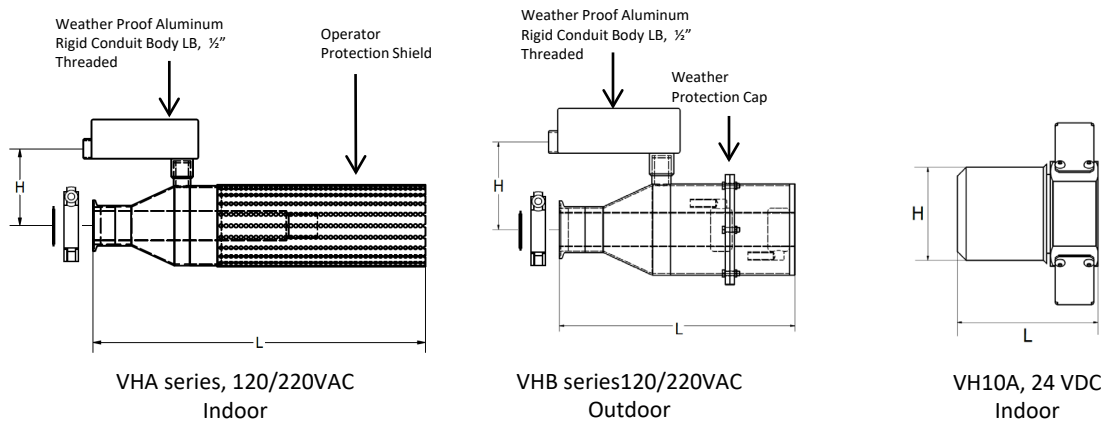 Weather Proof Aluminum
Rigid Conduit Body LB, ½”
Threaded
Operator
Protection Shield
H
L
VHA series, 120/220VAC
Indoor
Weather Proof Aluminum
Rigid Conduit Body LB, ½”
Threaded
Weather
Protection Cap
H
L
VHB series120/220VAC
Outdoor
H
L
VH10A, 24 VDC
Indoor